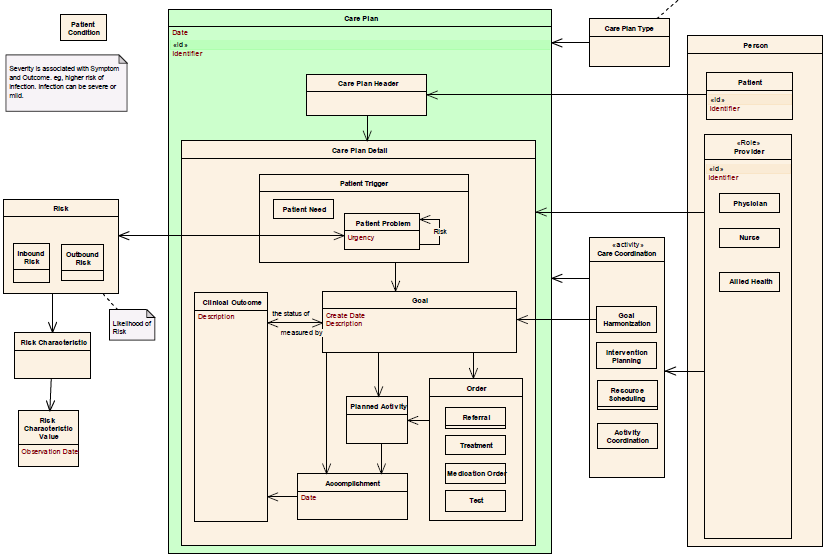 Patient
Condition
Severity is associated with Symptom
and Outcome. eg, higher risk of
infection. Infection can be severe or
mild.
Care Plan
Date
«id»
Identifier
Care Plan Type
Person
Patient
«id»
Identifier
«Role»
Provider
«id»
Identifier
Physician
Nurse
Allied Health
Care Plan Header
Care Plan Detail
Patient Trigger
Patient Need
Patient Problem
Urgency
Risk
Risk
Inbound
Risk
Outbound
Risk
Likelihood of
Risk
Risk Characteristic
Risk
Characteristic
Value
Observation Date
Clinical Outcome
Description
the status of
measured by
Goal
Create Date
Description
Planned Activity
Accomplishment
Date
Order
Referral
Treatment
Medication Order
Test
«activity»
Care Coordination
Goal
Harmonization
Intervention
Planning
Resource
Scheduling
Activity
Coordination